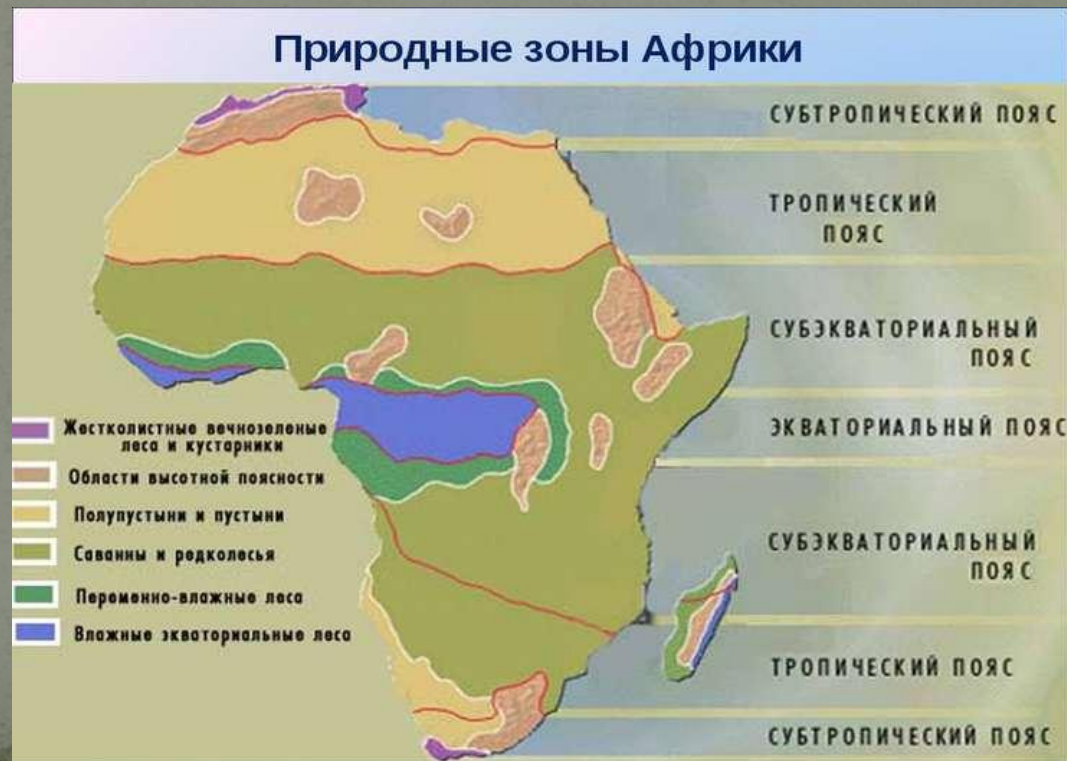 Природные зоны Африки
СУБТРОПИЧЕСКИЙ ПОЯС
ТРОПИЧЕСКИЙ
ПОЯС
СУБЭКВАТОРИАЛЬНЫЙ
ПОЯС
ЭКВАТОРИАЛЬНЫЙ ПОЯС
СУБЭКВАТОРИАЛЬНЫЙ
ПОЯС
ТРОПИЧЕСКИЙ ПОЯС
СУБТРОПИЧЕСКИЙ ПОЯС
Жестколистные вечнозеленые
леса и кустарники
Области высотной поясности
Полупустыни и пустыни
Саванны и редколесья
Переменно-влажные леса
Влажные экваториальные леса